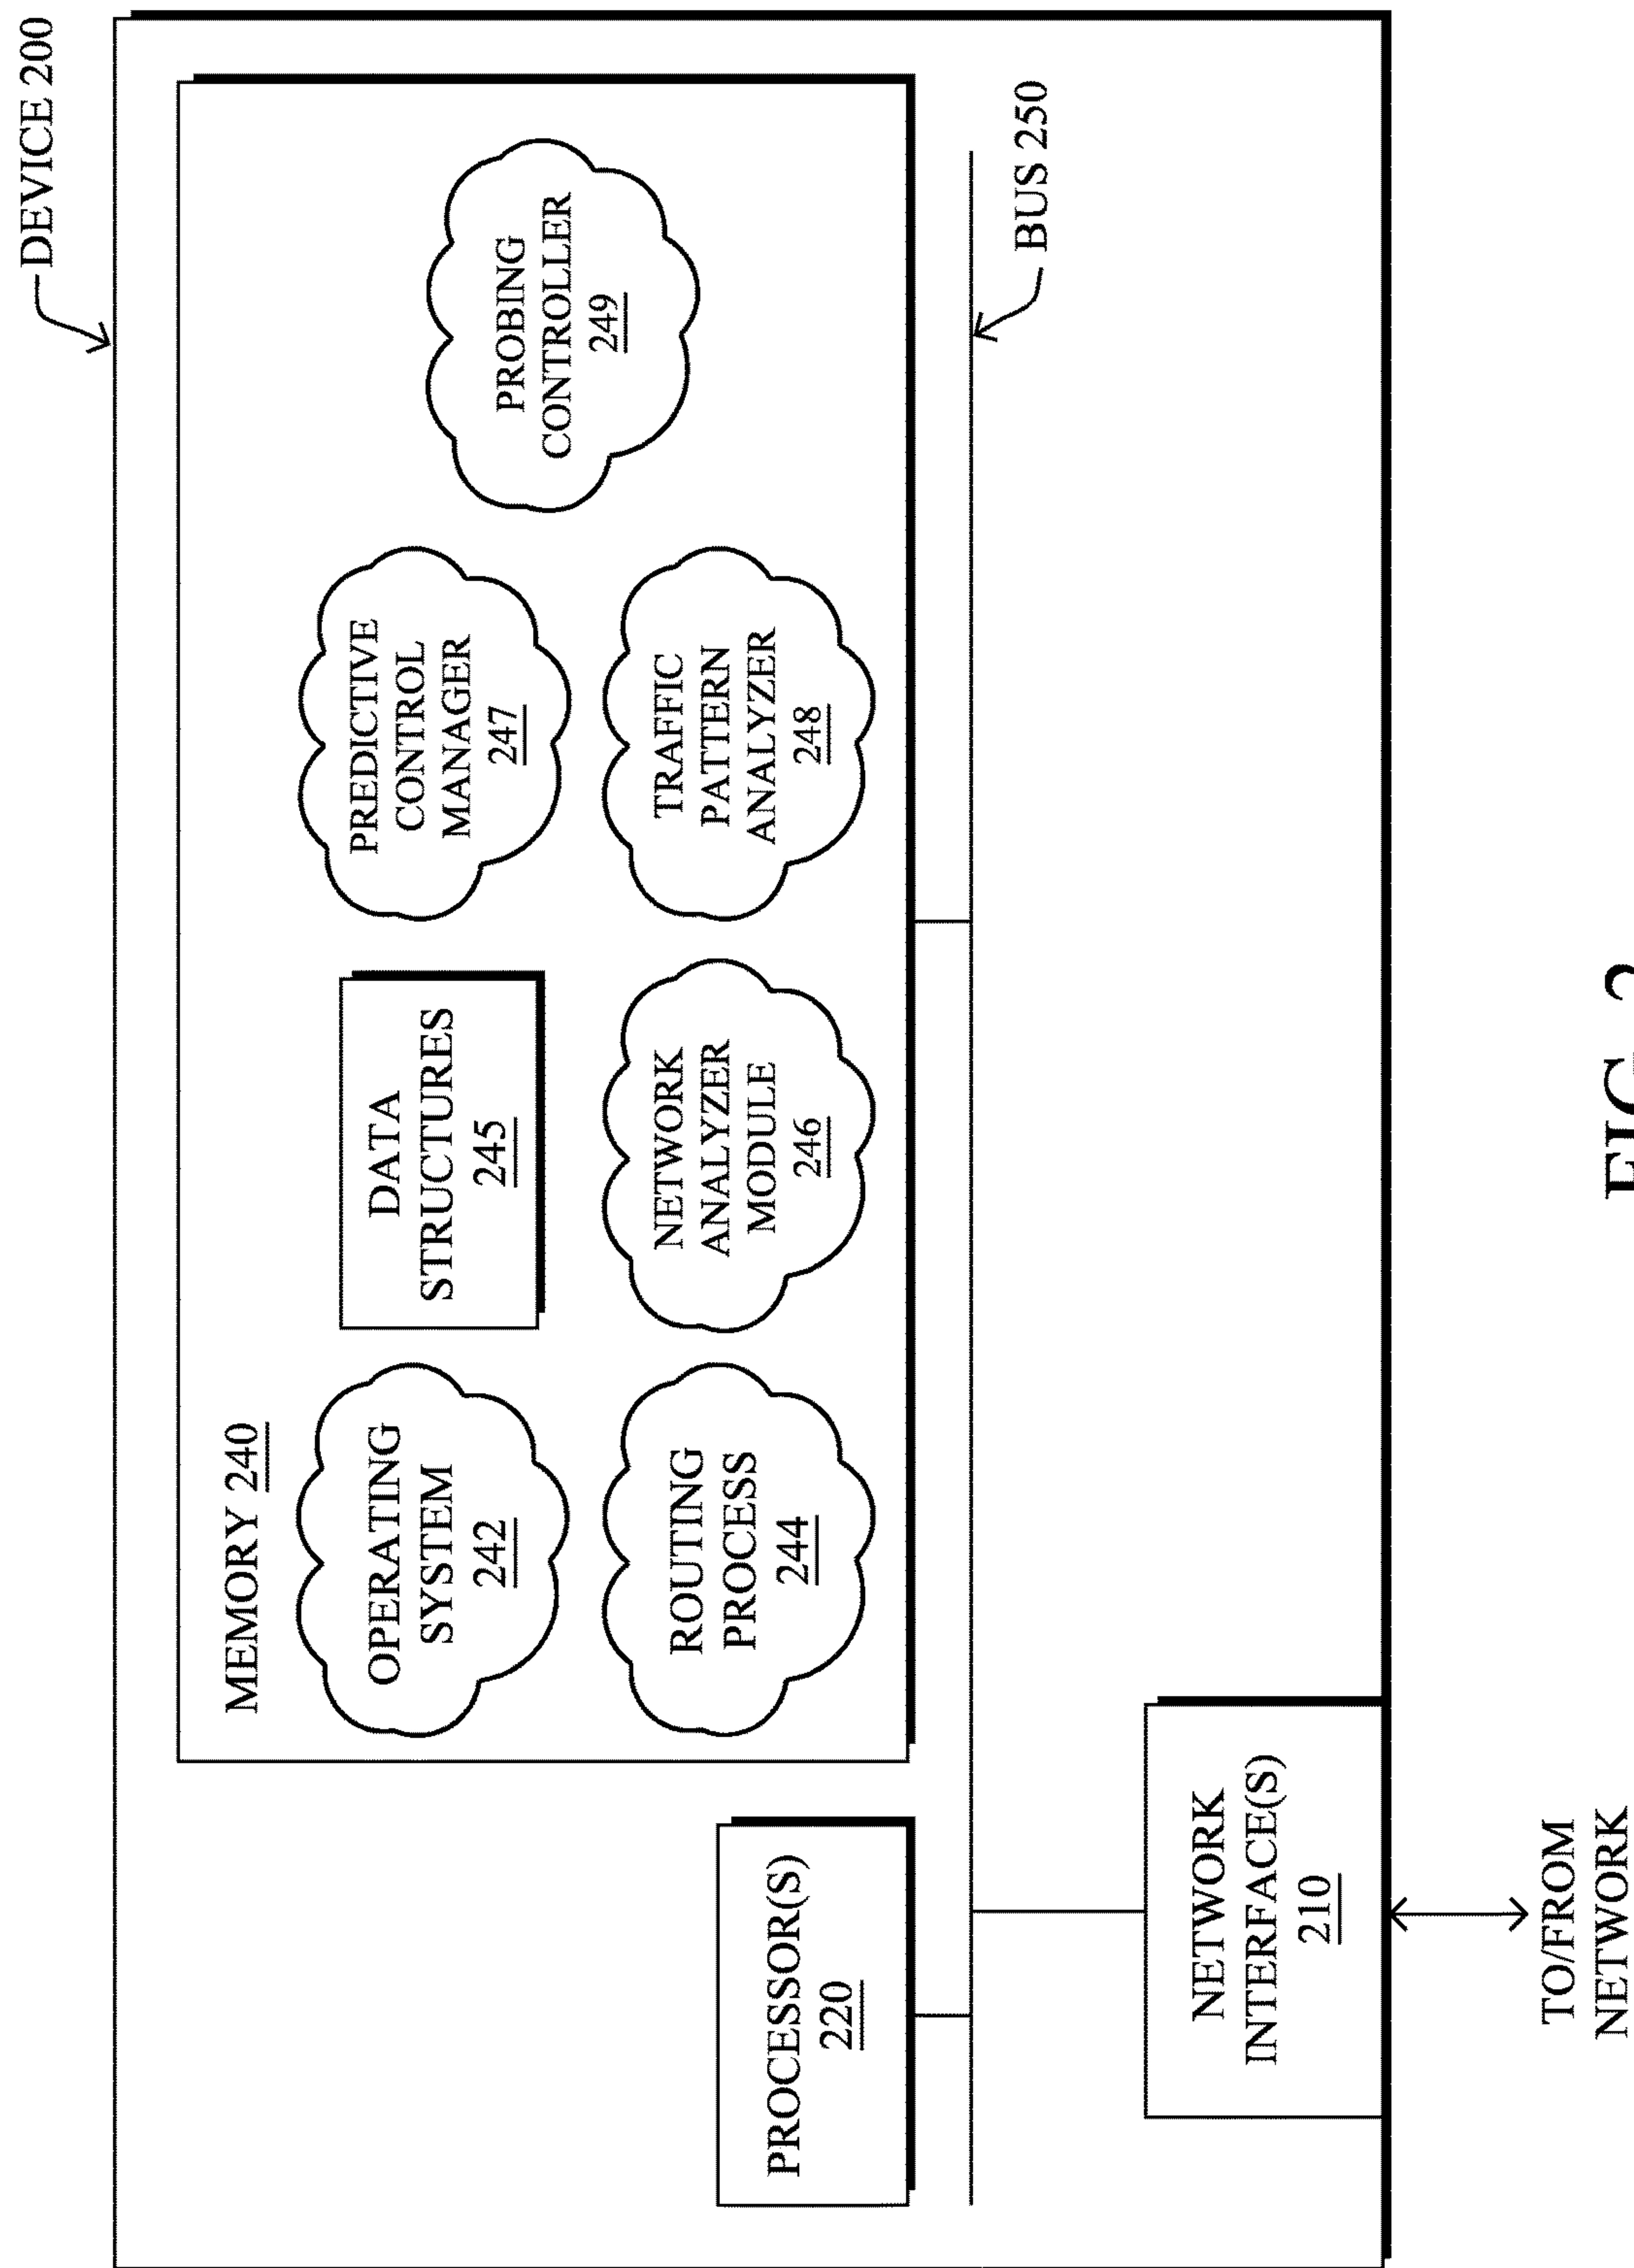 DEVICE 200
MEMORY 240
OPERATING
SYSTEM
242
DATA
STRUCTURES
245
PREDICTIVE
CONTROL
MANAGER
247
PROBING
CONTROLLER
249
ROUTING
PROCESS
244
NETWORK
ANALYZER
MODULE
246
TRAFFIC
PATTERN
ANALYZER
248
PROCESSOR(S)
220
BUS 250
NETWORK
INTERFACE(S)
210
TO/FROM
NETWORK
FIG. 2